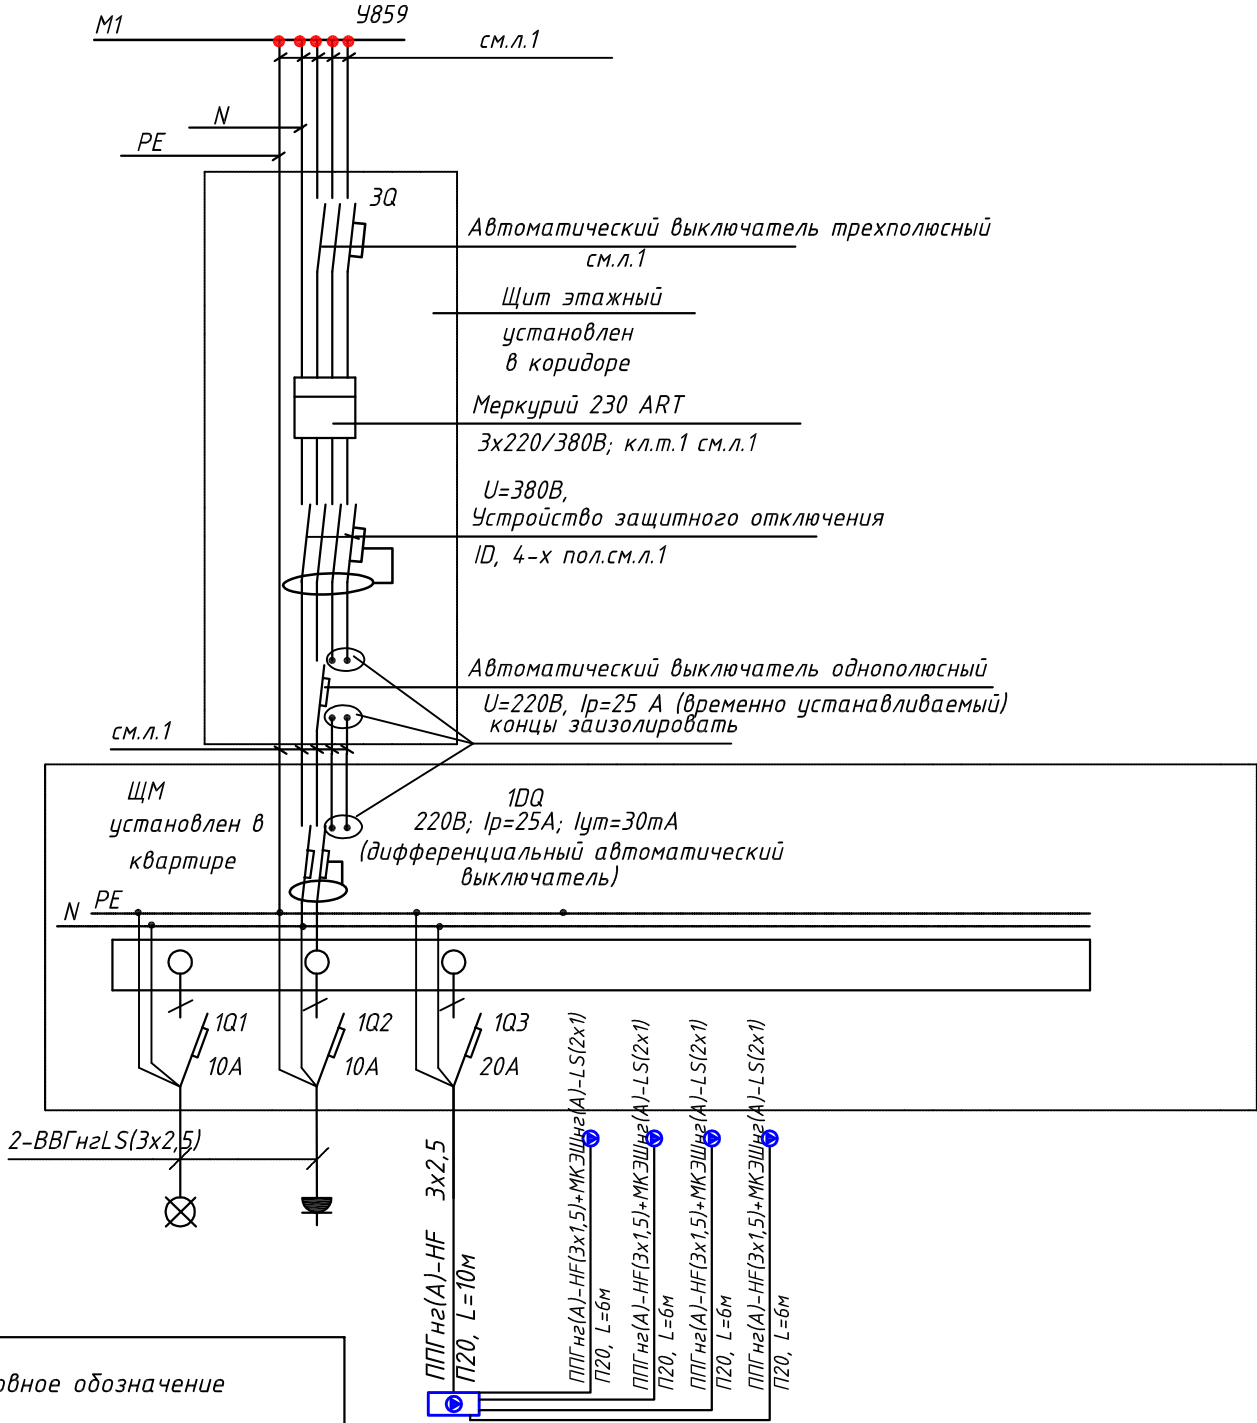 М1
У859
см.л.1
N
PE
3Q
Автоматический выключатель трехполюсный
см.л.1
Щит этажный
установлен
в коридоре
Меркурий 230 ART
3х220/380В; кл.т.1 см.л.1
U=380В,
Устройство защитного отключения
ID, 4-х пол.см.л.1
Автоматический выключатель однополюсный
U=220В, Iр=25 А (временно устанавливаемый)
концы заизолировать
см.л.1
ЩМ
установлен в
квартире
1DQ
220В; Iр=25А; Iут=30mA
(дифференциальный автоматический
выключатель)
N
PE
1Q1
10А
1Q2
10А
1Q3
20А
2-ВВГнгLS(3х2,5)
ППГнг(А)-HF 3х2,5
П20, L=10м
ППГнг(А)-HF(3х1,5)+МКЭШнг(А)-LS(2х1)
П20, L=6м
ППГнг(А)-HF(3х1,5)+МКЭШнг(А)-LS(2х1)
П20, L=6м
ППГнг(А)-HF(3х1,5)+МКЭШнг(А)-LS(2х1)
П20, L=6м
ППГнг(А)-HF(3х1,5)+МКЭШнг(А)-LS(2х1)
П20, L=6м
овное обозначение